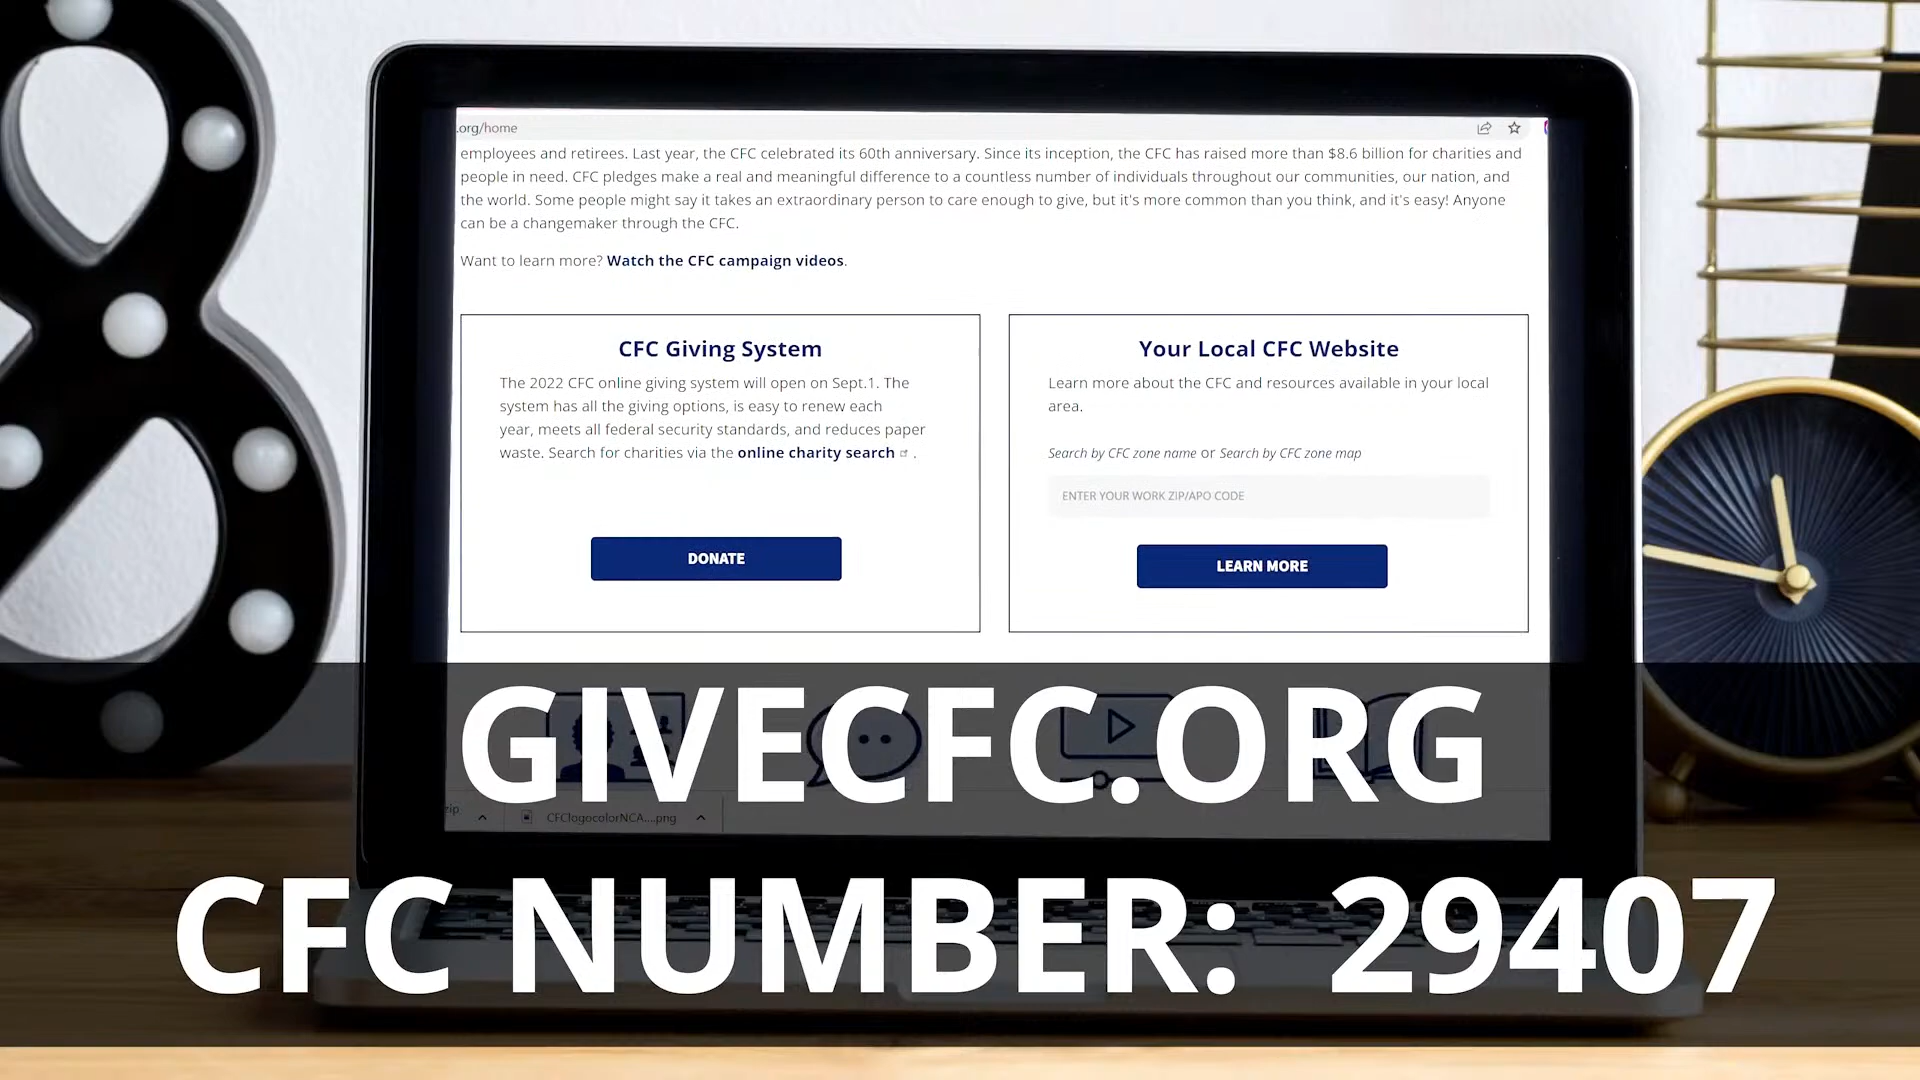 .org/home
employees and retirees. Last year, the CFC celebrated its 60th anniversary. Since its inception, the CFC has raised more than $8.6 billion for charities and
people in need. CFC pledges make a real and meaningful difference to a countless number of individuals throughout our communities, our nation, and
the world. Some people might say it takes an extraordinary person to care enough to give, but it's more common than you think, and it's easy! Anyone
can be a changemaker through the CFC.
Want to learn more? Watch the CFC campaign videos.
CFC Giving System
The 2022 CFC online giving system will open on Sept.1. The
system has all the giving options, is easy to renew each
year, meets all federal security standards, and reduces paper
waste. Search for charities via the online charity search .
DONATE
Your Local CFC Website
Learn more about the CFC and resources available in your local
area.
Search by CFC zone name or Search by CFC zone map
ENTER YOUR WORK ZIP/APO CODE
LEARN MORE
GIVECFC.ORG
zip
CFClogocolorNCA....png
CFC NUMBER: 29407